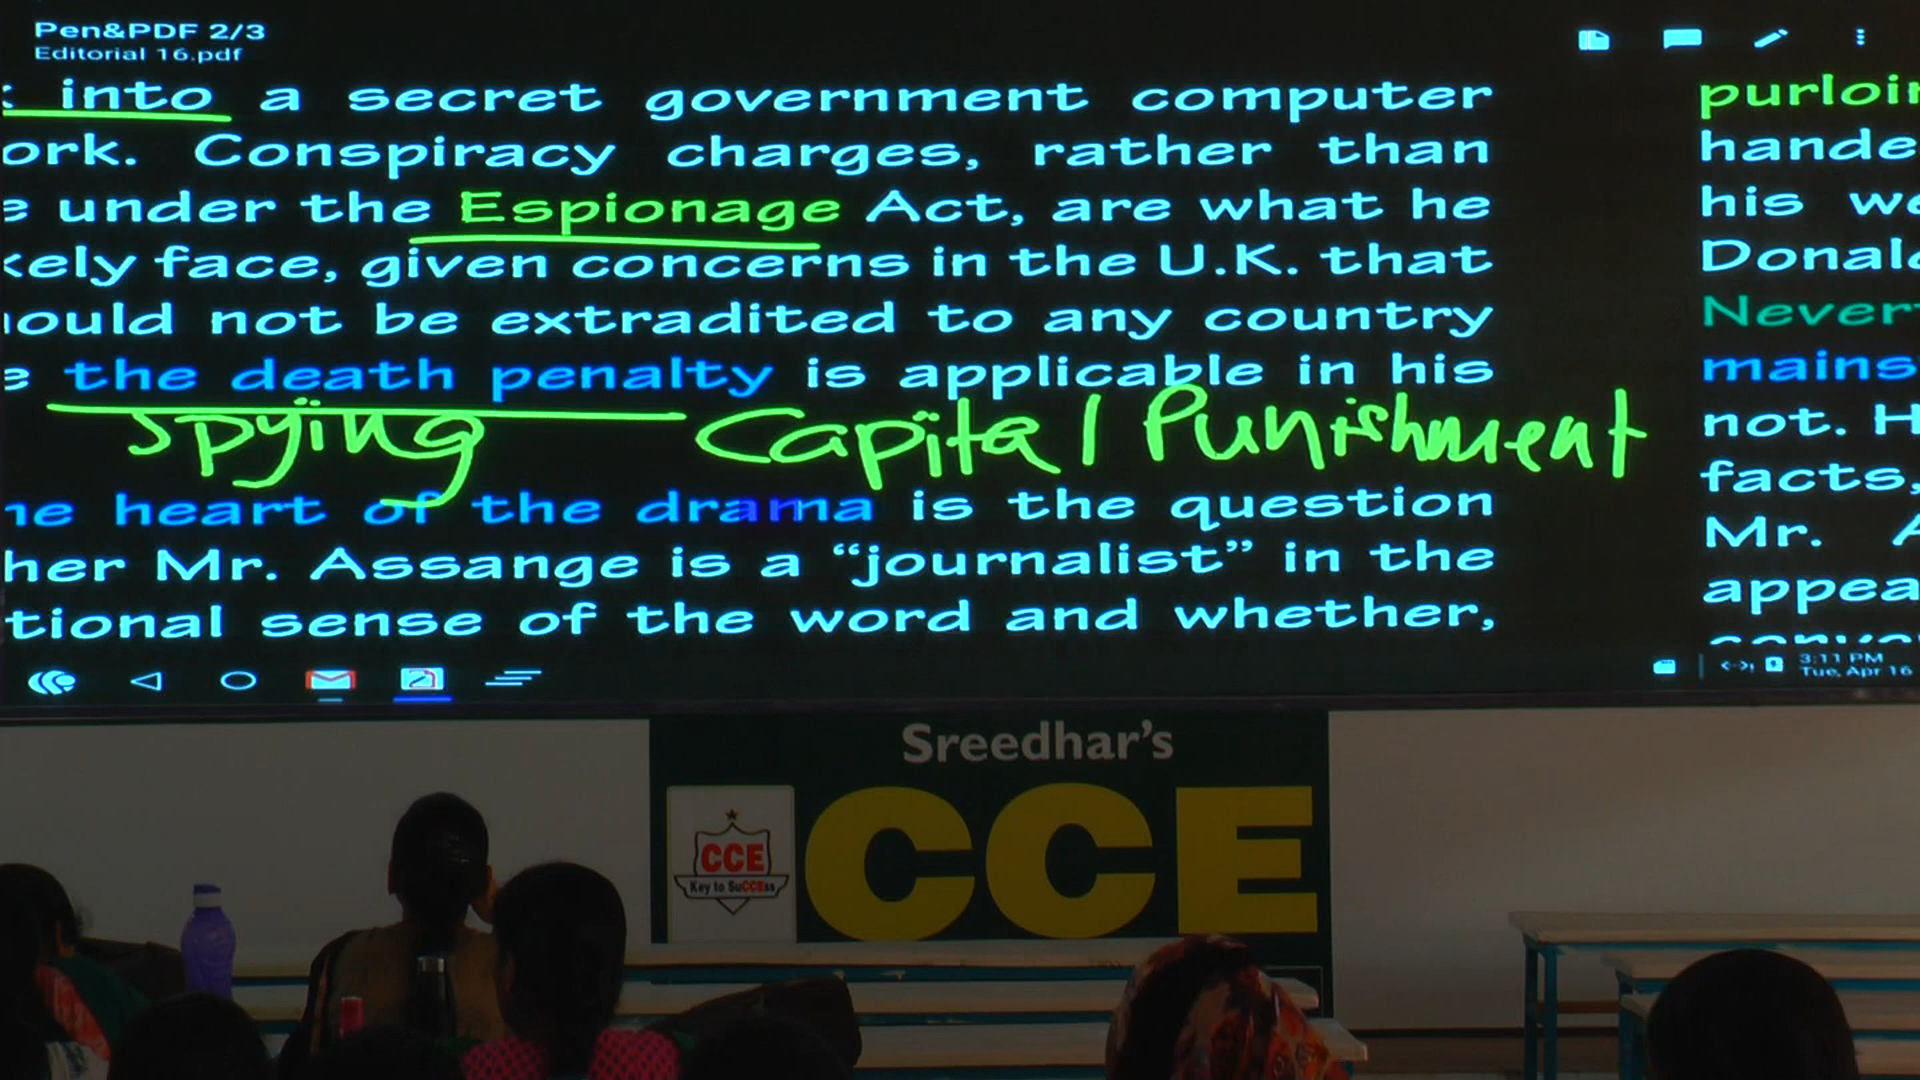 Pen&PDF 2/3
Editorial 16.pdf
into a secret government computer
ork. Conspiracy charges, rather than
e under the Espionage Act, are what he
kely face, given concerns in the U.K. that
ould not be extradited to any country
e the death penalty is applicable in his
Spying Capital Punishment
he heart of the drama is the question
her Mr. Assange is a “journalist” in the
tional sense of the word and whether,
purloin
hande
his we
Donald
Never
mains
not. H
facts,
Mr. A
appea
3:11 PM
Tue, Apr 16
Sreedhar's
CCE
CCE
Key to SuCCEss